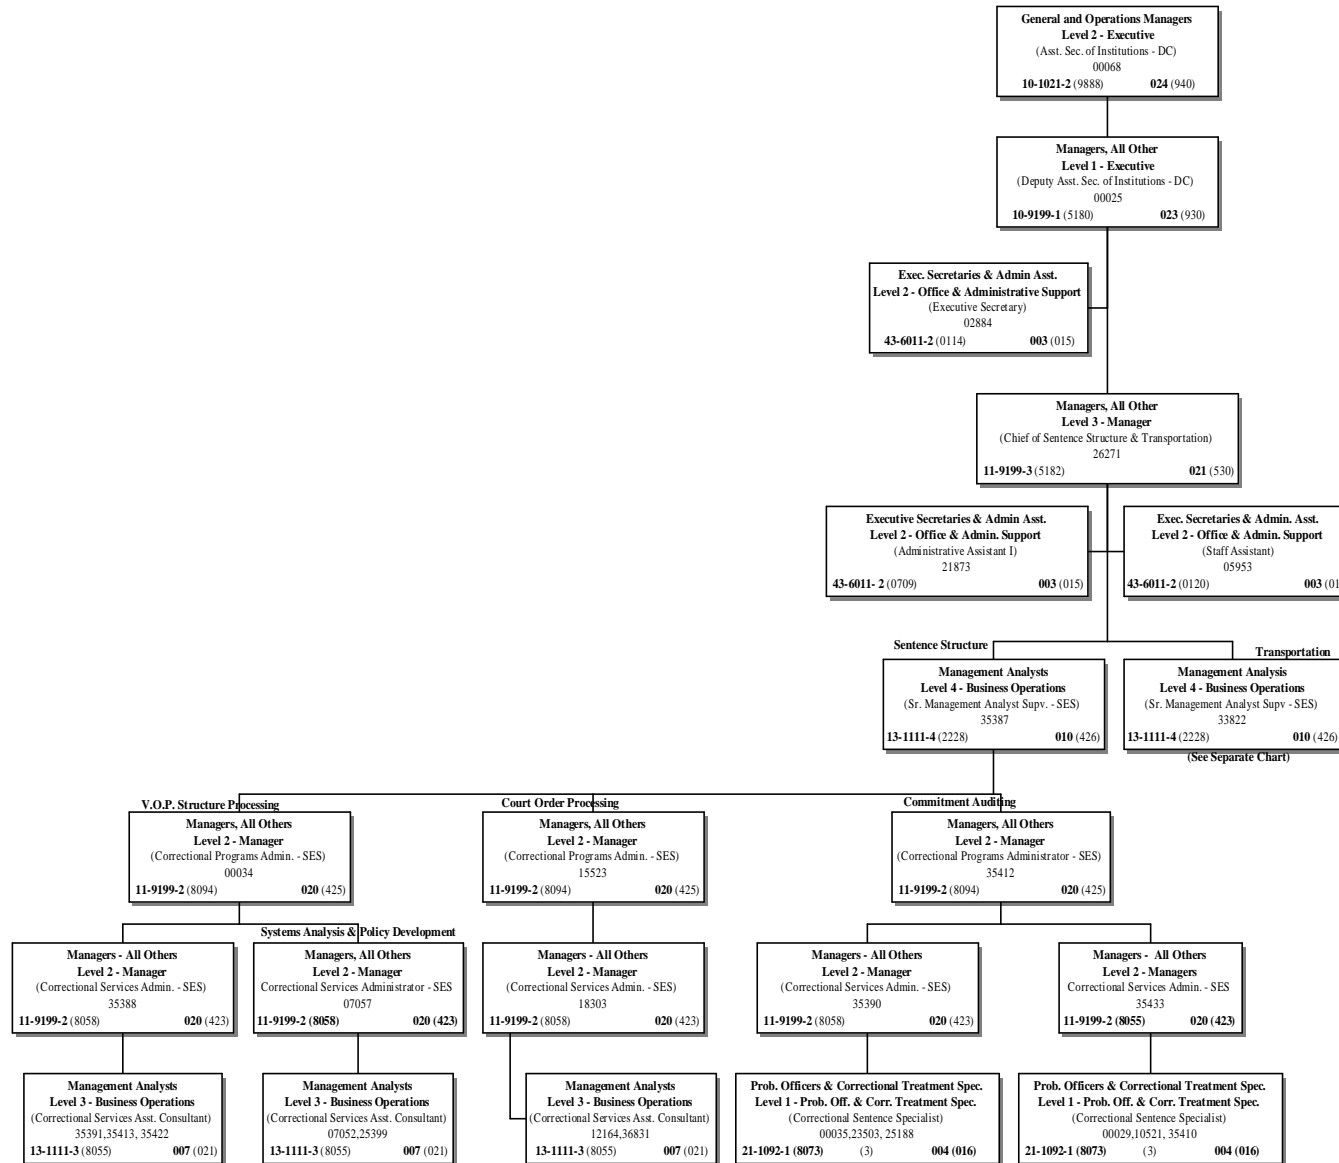 General and Operations Managers
Level 2 - Executive
(Asst. Sec. of Institutions - DC)
00068
10-1021-2 (9888) 024 (940)
Managers, All Other
Level 1 - Executive
(Deputy Asst. Sec. of Institutions - DC)
00025
10-9199-1 (5180) 023 (930)
Exec. Secretaries & Admin Asst.
Level 2 - Office & Administrative Support
(Executive Secretary)
02884
43-6011-2 (0114) 003 (015)
Managers, All Other
Level 3 - Manager
(Chief of Sentence Structure & Transportation)
26271
11-9199-3 (5182) 021 (530)
Executive Secretaries & Admin Asst.
Level 2 - Office & Admin. Support
(Administrative Assistant I)
21873
43-6011- 2 (0709) 003 (015)
Exec. Secretaries & Admin. Asst.
Level 2 - Office & Admin. Support
(Staff Assistant)
05953
43-6011-2 (0120) 003 (01
Sentence Structure
Management Analysts
Level 4 - Business Operations
(Sr. Management Analyst Supv. - SES)
35387
13-1111-4 (2228) 010 (426)
Transportation
Management Analysis
Level 4 - Business Operations
(Sr. Management Analyst Supv - SES)
33822
13-1111-4 (2228) 010 (426)
(See Separate Chart)
V.O.P. Structure Processing
Managers, All Others
Level 2 - Manager
(Correctional Programs Admin. - SES)
00034
11-9199-2 (8094) 020 (425)
Court Order Processing
Managers, All Others
Level 2 - Manager
(Correctional Programs Admin. - SES)
15523
11-9199-2 (8094) 020 (425)
Commitment Auditing
Managers, All Others
Level 2 - Manager
(Correctional Programs Administrator - SES)
35412
11-9199-2 (8094) 020 (425)
Managers - All Others
Level 2 - Manager
(Correctional Services Admin. - SES)
35388
11-9199-2 (8058) 020 (423)
Systems Analysis & Policy Development
Managers, All Others
Level 2 - Manager
Correctional Services Administrator - SES
07057
11-9199-2 (8058) 020 (423)
Managers - All Others
Level 2 - Manager
(Correctional Services Admin. - SES)
18303
11-9199-2 (8058) 020 (423)
Managers - All Others
Level 2 - Manager
(Correctional Services Admin. - SES)
35390
11-9199-2 (8058) 020 (423)
Managers - All Others
Level 2 - Managers
Correctional Services Admin. - SES
35433
11-9199-2 (8055) 020 (423)
Management Analysts
Level 3 - Business Operations
(Correctional Services Asst. Consultant)
35391,35413, 35422
13-1111-3 (8055) 007 (021)
Management Analysts
Level 3 - Business Operations
(Correctional Services Asst. Consultant)
07052,25399
13-1111-3 (8055) 007 (021)
Management Analysts
Level 3 - Business Operations
(Correctional Services Asst. Consultant)
12164,36831
13-1111-3 (8055) 007 (021)
Prob. Officers & Correctional Treatment Spec.
Level 1 - Prob. Off. & Corr. Treatment Spec.
(Correctional Sentence Specialist)
00035,23503, 25188
21-1092-1 (8073) (3) 004 (016)
Prob. Officers & Correctional Treatment Spec.
Level 1 - Prob. Off. & Corr. Treatment Spec.
(Correctional Sentence Specialist)
00029,10521, 35410
21-1092-1 (8073) (3) 004 (016)